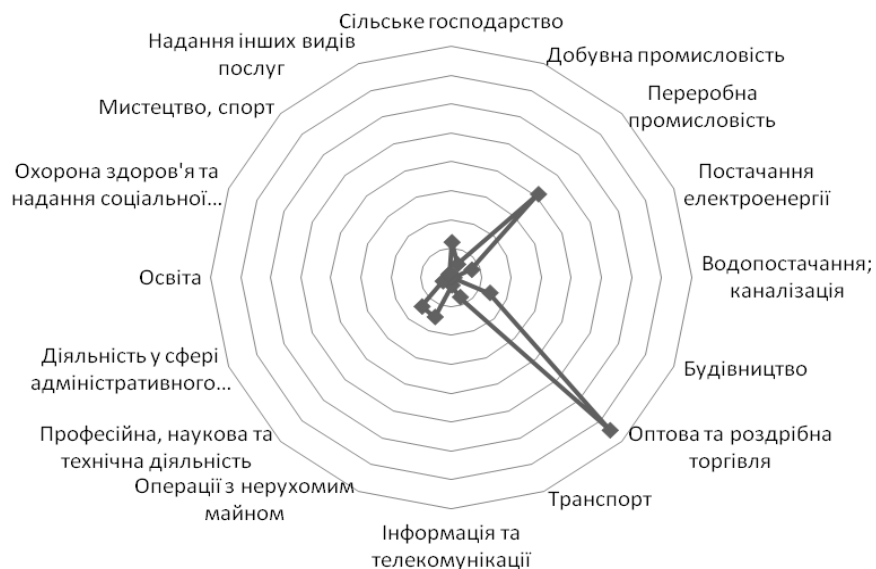 Сільське господарство
Добувна промисловість
Переробна
промисловість
Постачання
електроенергії
Водопостачання;
каналізація
Будівництво
Оптова та роздрібна
торгівля
Транспорт
Інформація та
телекомунікації
Операції з нерухомим
майном
Професійна, наукова та
технічна діяльність
Діяльність у сфері
адміністративного...
Освіта
Охорона здоров'я та
надання соціальної...
Мистецтво, спорт
Надання інших видів
послуг